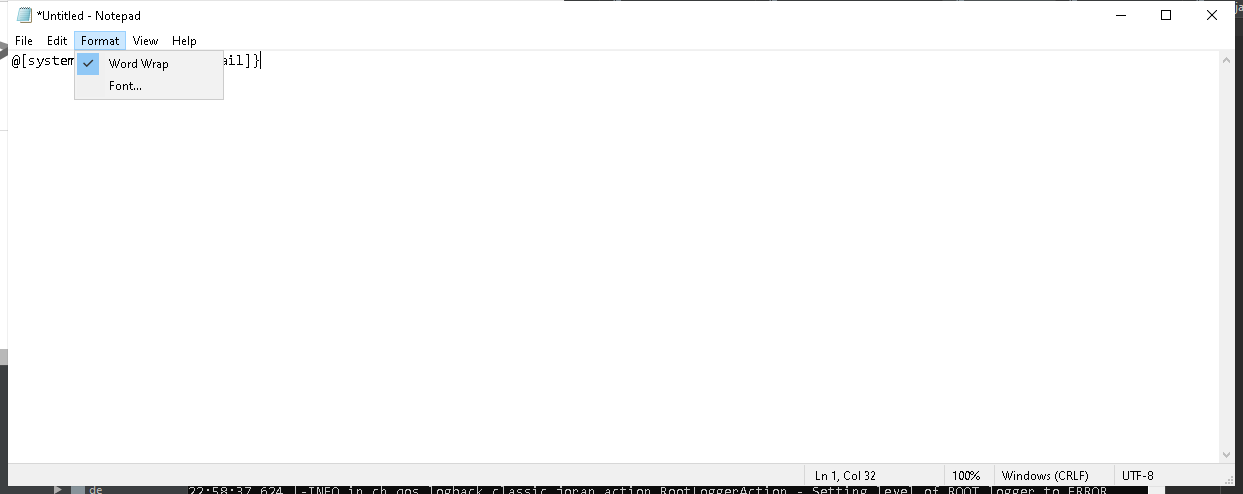 *Untitled - Notepad
File Edit Format View Help
@[system ail]}
Word Wrap
Font...
Ln 1, Col 32 100% Windows (CRLF) UTF-8
de 22:58:37,624 |-INFO in ch.qos.logback.classic.joran.action.RootLoggerAction - Setting level of ROOT logger to ERROR